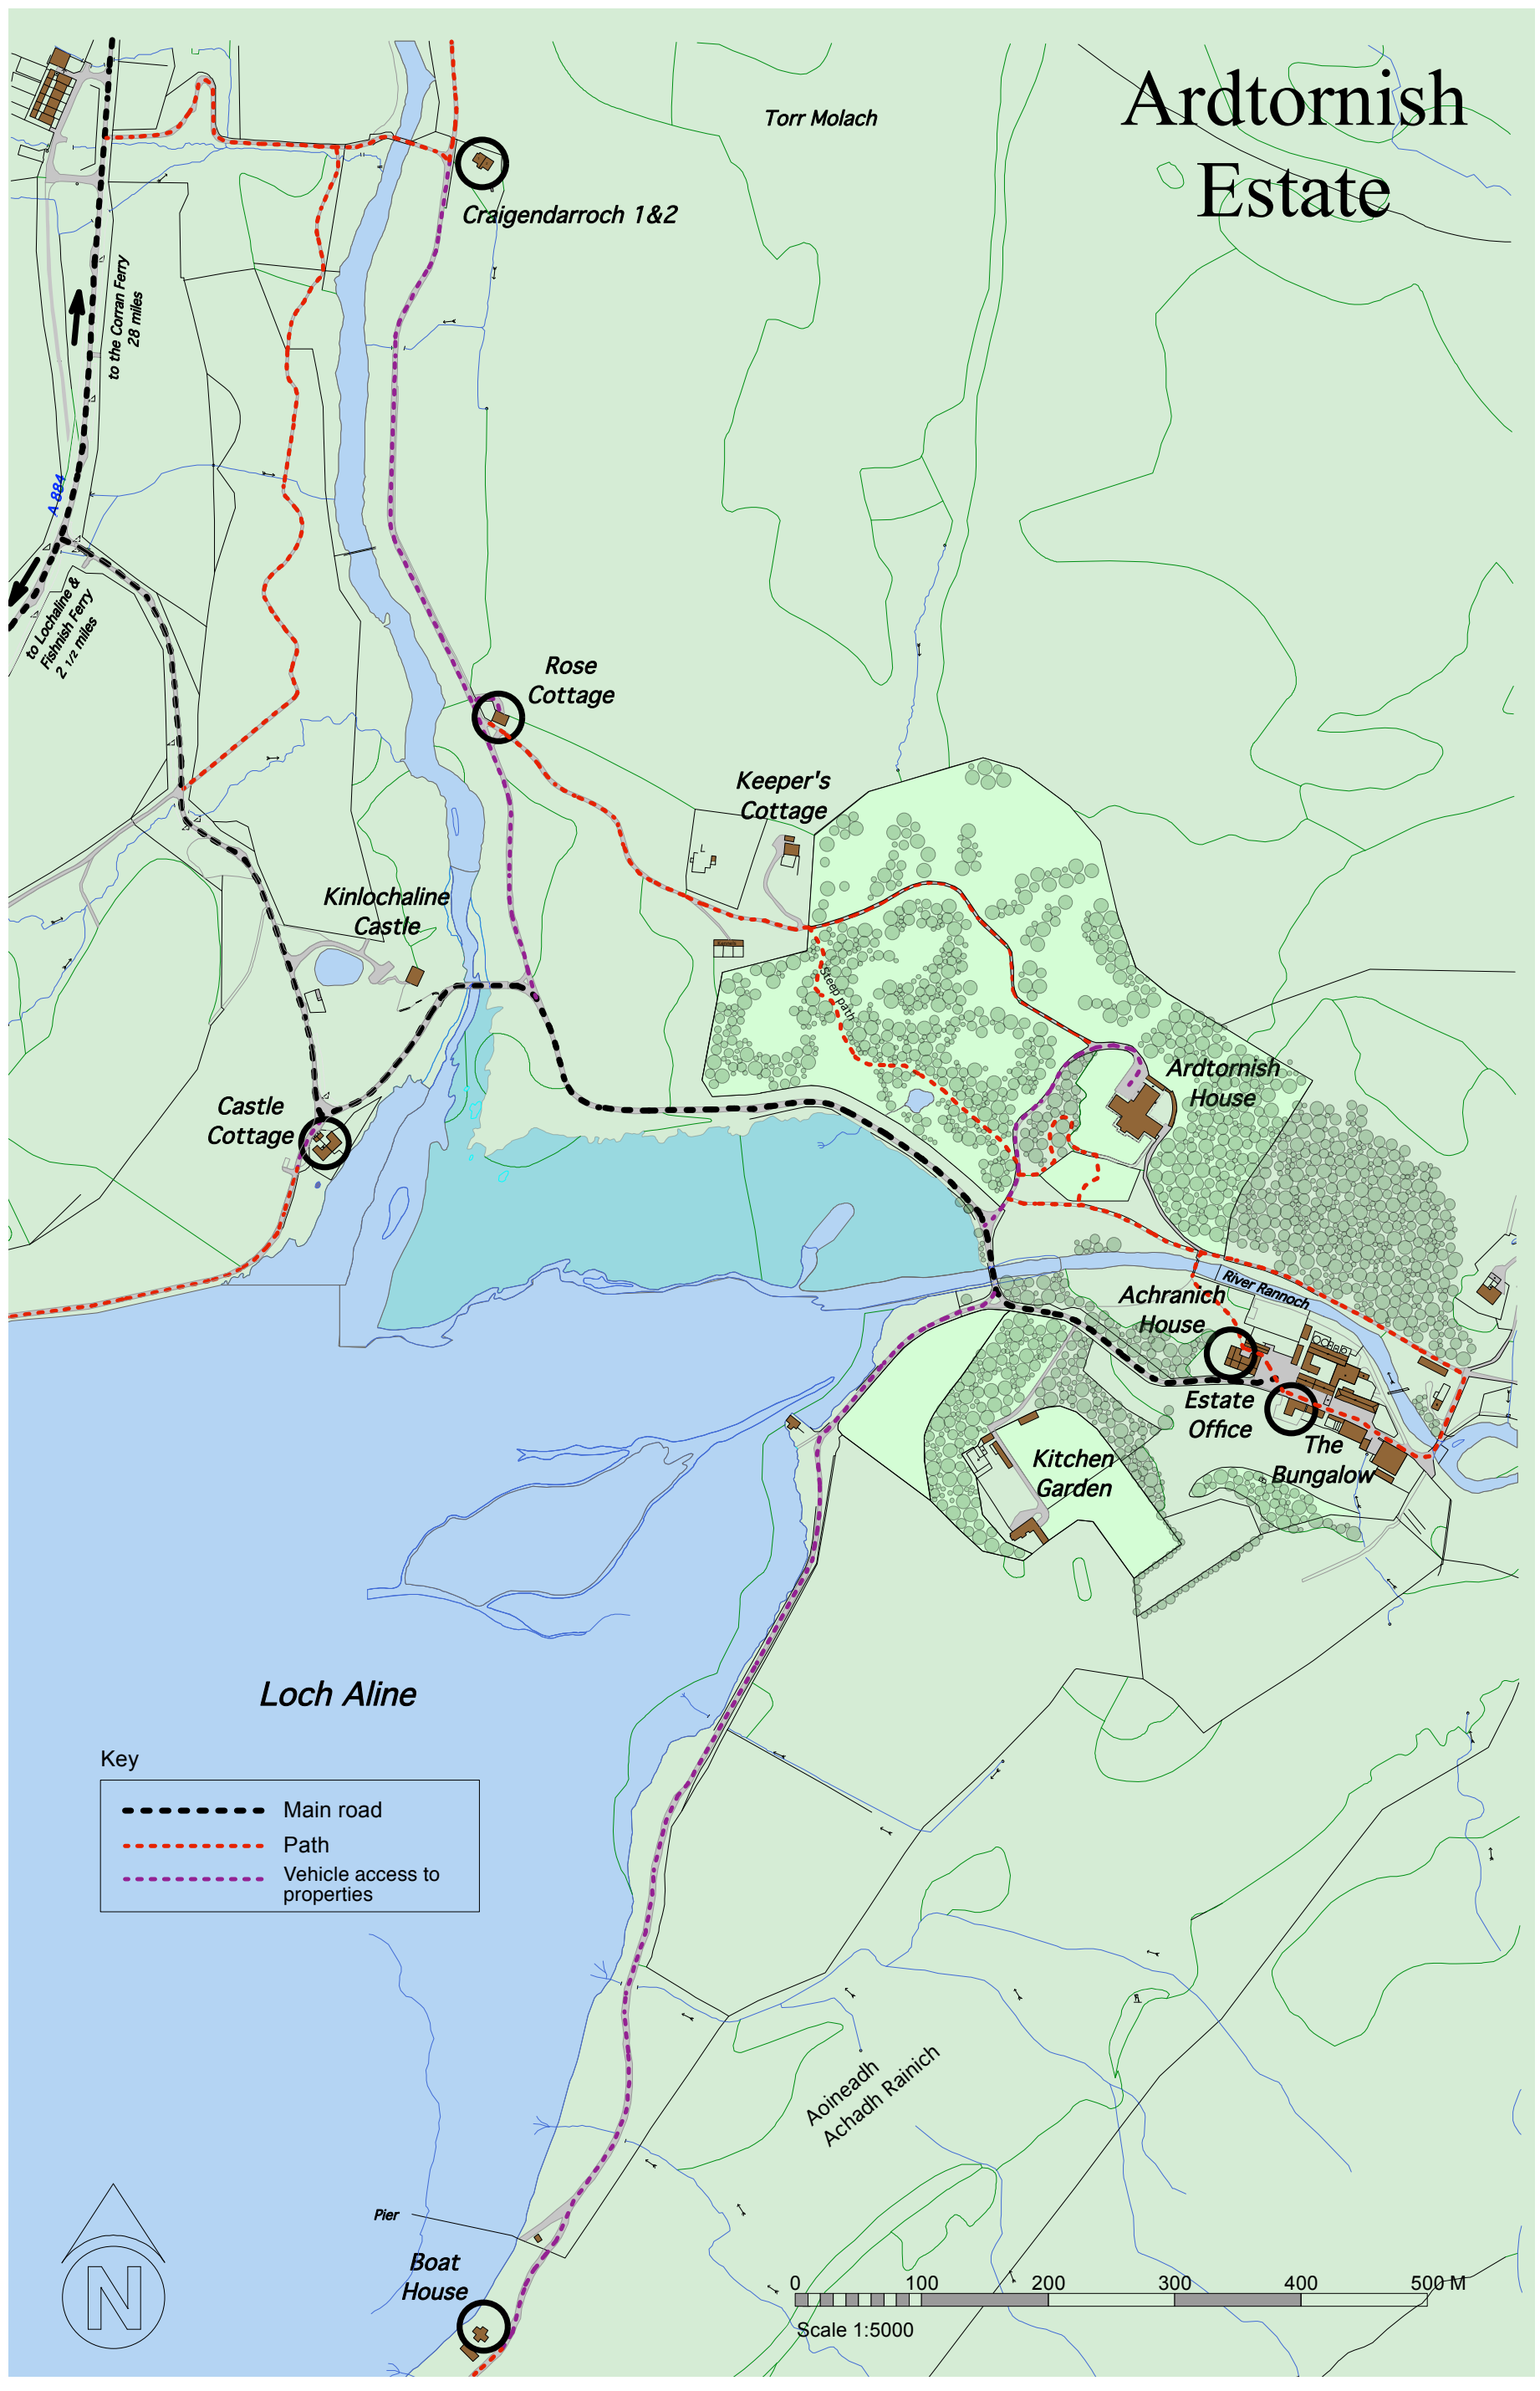 Ardtornish
Estate
Torr Molach
Craigendarroch 1&2
to the Corran Ferry
28 miles
A 884
to Lochaline &
Fishnish Ferry
2 1/2 miles
Rose
Cottage
Keeper's
Cottage
L
Kinlochaline
Castle
Steep path
Castle
Cottage
Ardtornish
House
River Rannoch
Achranich
House
Estate
Office
The
Bungalow
Kitchen
Garden
Loch Aline
Key
Main road
Path
Vehicle access to
properties
Aoineadh
Achadh Rainich
Pier
Boat
House
N
0 100 200 300 400 500 M
Scale 1:5000